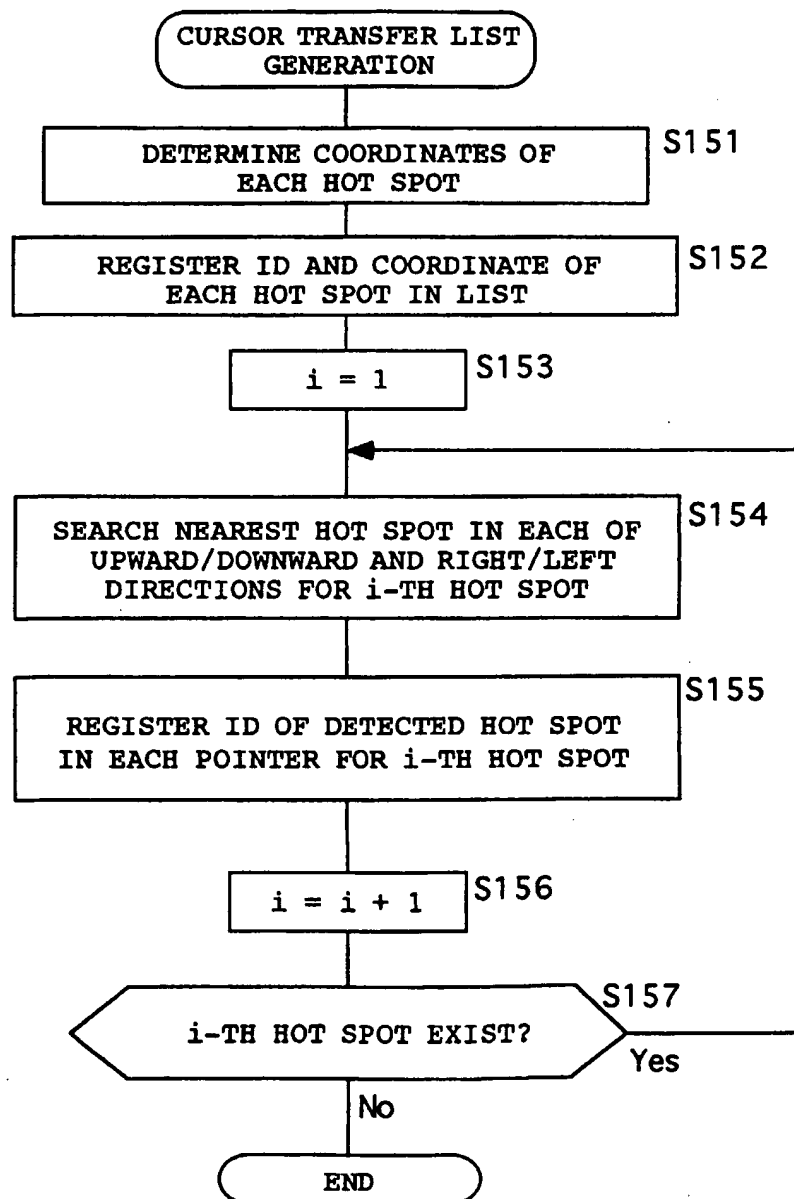 CURSOR TRANSFER LIST
GENERATION
S151
DETERMINE COORDINATES OF
EACH HOT SPOT
S152
REGISTER ID AND COORDINATE OF
EACH HOT SPOT IN LIST
S153
i = 1
S154
SEARCH NEAREST HOT SPOT IN EACH OF
UPWARD/DOWNWARD AND RIGHT/LEFT
DIRECTIONS FOR i-TH HOT SPOT
S155
REGISTER ID OF DETECTED HOT SPOT
IN EACH POINTER FOR i-TH HOT SPOT
S156
i = i + 1
S157
i-TH HOT SPOT EXIST?
Yes
No
END